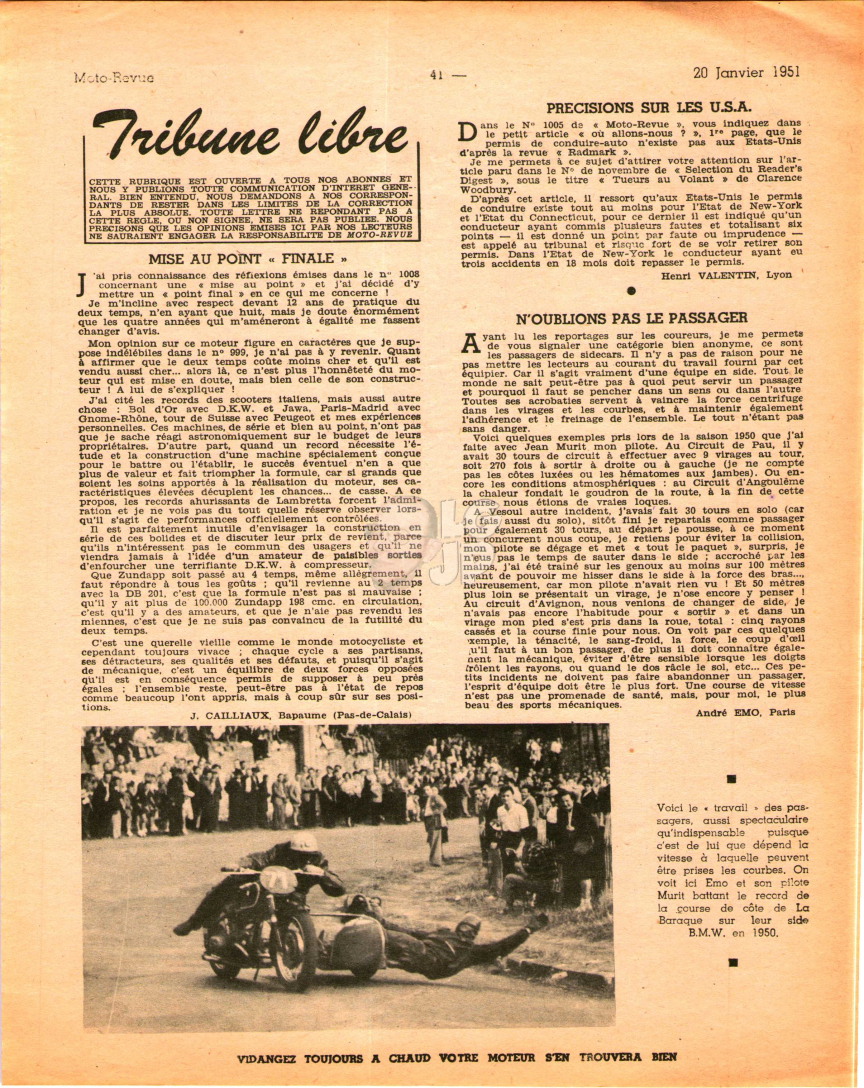 Moto-Revue
41 —
20 Janvier 1951
Tribune libre
CETTE RUBRIQUE EST OUVERTE A TOUS NOS ABONNES ET
NOUS Y PUBLIONS TOUTE COMMUNICATION D'INTERET GENE-
RAL. BIEN ENTENDU, NOUS DEMANDONS A NOS CORRESPON-
DANTS DE RESTER DANS LES LIMITES DE LA CORRECTION
LA PLUS ABSOLUE. TOUTE LETTRE NE REPONDANT PAS A
CETTE REGLE, OU NON SIGNEE, NE SERA PAS PUBLIEE. NOUS
PRECISONS QUE LES OPINIONS EMISES ICI PAR NOS LECTEURS
NE SAURAIENT ENGAGER LA RESPONSABILITE DE MOTO-REVUE
MISE AU POINT « FINALE »
J'ai pris connaissance des réflexions émises dans le n° 1008
concernant une « mise au point » et j'ai décidé d'y
mettre un « point final » en ce qui me concerne !
Je m'incline avec respect devant 12 ans de pratique du
deux temps, n'en ayant que huit, mais je doute énormément
que les quatre années qui m'amèneront à égalité me fassent
changer d'avis.
Mon opinion sur ce moteur figure en caractères que je sup-
pose indélébiles dans le n° 999, je n'ai pas à y revenir. Quant
à affirmer que le deux temps coûte moins cher et qu'il est
vendu aussi cher... alors là, ce n'est plus l'honnêteté du mo-
teur qui est mise en doute, mais bien celle de son construc-
teur ! A lui de s'expliquer !
J'ai cité les records des scooters italiens, mais aussi autre
chose : Bol d'Or avec D.K.W. et Jawa, Paris-Madrid avec
Gnome-Rhône, tour de Suisse avec Peugeot et mes expériences
personnelles. Ces machines, de série et bien au point, n'ont pas
que je sache réagi astronomiquement sur le budget de leurs
propriétaires. D'autre part, quand un record nécessite l'é-
tude et la construction d'une machine spécialement conçue
pour le battre ou l'établir, le succès éventuel n'en a que
plus de valeur et fait triompher la formule, car si grands que
soient les soins apportés à la réalisation du moteur, ses ca-
ractéristiques élevées décuplent les chances... de casse. A ce
propos, les records ahurissants de Lambretta forcent l'admi-
ration et je ne vois pas du tout quelle réserve observer lors-
qu'il s'agit de performances officiellement contrôlées.
Il est parfaitement inutile d'envisager la construction en
série de ces bolides et de discuter leur prix de revient, parce
qu'ils n'intéressent pas le commun des usagers et qu'il ne
viendra jamais à l'idée d'un amateur de paisibles sorties
d'enfourcher une terrifiante D.K.W. à compresseur.
Que Zundapp soit passé au 4 temps, même allègrement, il
faut répondre à tous les goûts ; qu'il revienne au 2 temps
avec la DB 201, c'est que la formule n'est pas si mauvaise ;
qu'il y ait plus de 100.000 Zundapp 198 cmc. en circulation,
c'est qu'il y a des amateurs, et que je n'aie pas revendu les
miennes, c'est que je ne suis pas convaincu de la futilité du
deux temps.
C'est une querelle vieille comme le monde motocycliste et
cependant toujours vivace ; chaque cycle a ses partisans,
ses détracteurs, ses qualités et ses défauts, et puisqu'il s'agit
de mécanique, c'est un équilibre de deux forces opposées
qu'il est en conséquence permis de supposer à peu près
égales ; l'ensemble reste, peut-être pas à l'état de repos
comme beaucoup l'ont appris, mais à coup sûr sur ses posi-
tions.
J. CAILLIAUX, Bapaume (Pas-de-Calais)
PRECISIONS SUR LES U.S.A.
Dans le N° 1005 de « Moto-Revue », vous indiquez dans
le petit article « où allons-nous ? », 1re page, que le
permis de conduire-auto n'existe pas aux Etats-Unis
d'après la revue « Radmark ».
Je me permets à ce sujet d'attirer votre attention sur l'ar-
ticle paru dans le N° de novembre de « Selection du Reader's
Digest », sous le titre « Tueurs au Volant » de Clarence
Woodbury.
D'après cet article, il ressort qu'aux Etats-Unis le permis
de conduire existe tout au moins pour l'Etat de New-York
et l'Etat du Connecticut, pour ce dernier il est indiqué qu'un
conducteur ayant commis plusieurs fautes et totalisant six
points — il est donné un point par faute ou imprudence —
est appelé au tribunal et risque fort de se voir retirer son
permis. Dans l'Etat de New-York le conducteur ayant eu
trois accidents en 18 mois doit repasser le permis.
Henri VALENTIN, Lyon
N'OUBLIONS PAS LE PASSAGER
Ayant lu les reportages sur les coureurs, je me permets
de vous signaler une catégorie bien anonyme, ce sont
les passagers de sidecars. Il n'y a pas de raison pour ne
pas mettre les lecteurs au courant du travail fourni par cet
équipier. Car il s'agit vraiment d'une équipe en side. Tout le
monde ne sait peut-être pas à quoi peut servir un passager
et pourquoi il faut se pencher dans un sens ou dans l'autre
Toutes ses acrobaties servent à vaincre la force centrifuge
dans les virages et les courbes, et à maintenir également
l'adhérence et le freinage de l'ensemble. Le tout n'étant pas
sans danger.
Voici quelques exemples pris lors de la saison 1950 que j'ai
faite avec Jean Murit mon pilote. Au Circuit de Pau, il y
avait 30 tours de circuit à effectuer avec 9 virages au tour,
soit 270 fois à sortir à droite ou à gauche (je ne compte
pas les côtes luxées ou les hématomes aux jambes). Ou en-
core les conditions atmosphériques : au Circuit d'Angoulême
la chaleur fondait le goudron de la route, à la fin de cette
course nous étions de vraies loques.
A Vesoul autre incident, j'avais fait 30 tours en solo (car
je fais aussi du solo), sitôt fini je repartais comme passager
pour également 30 tours, au départ je pousse, à ce moment
un concurrent nous coupe, je retiens pour éviter la collision,
mon pilote se dégage et met « tout le paquet », surpris, je
n'eus pas le temps de sauter dans le side ; accroché par les
mains, j'ai été traîné sur les genoux au moins sur 100 mètres
avant de pouvoir me hisser dans le side à la force des bras...,
heureusement, car mon pilote n'avait rien vu ! Et 50 mètres
plus loin se présentait un virage, je n'ose encore y penser !
Au circuit d'Avignon, nous venions de changer de side, je
n'avais pas encore l'habitude pour « sortir » et dans un
virage mon pied s'est pris dans la roue, total : cinq rayons
cassés et la course finie pour nous. On voit par ces quelques
exemple, la ténacité, le sang-froid, la force, le coup d'œil
qu'il faut à un bon passager, de plus il doit connaître égale-
ment la mécanique, éviter d'être sensible lorsque les doigts
frôlent les rayons, ou quand le dos râcle le sol, etc... Ces pe-
tits incidents ne doivent pas faire abandonner un passager,
l'esprit d'équipe doit être le plus fort. Une course de vitesse
n'est pas une promenade de santé, mais, pour moi, le plus
beau des sports mécaniques.
André EMO, Paris
Voici le « travail » des pas-
sagers, aussi spectaculaire
qu'indispensable puisque
c'est de lui que dépend la
vitesse à laquelle peuvent
être prises les courbes. On
voit ici Emo et son pilote
Murit battant le record de
la course de côte de La
Baraque sur leur side
B.M.W. en 1950.
VIDANGEZ TOUJOURS A CHAUD VOTRE MOTEUR S'EN TROUVERA BIEN